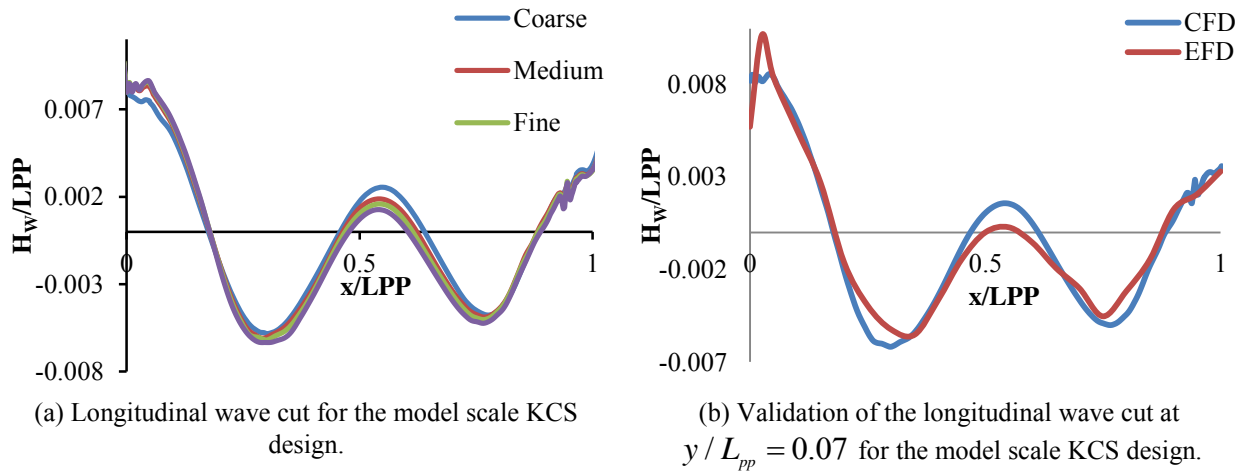 Coarse
Medium
Fine
0.007
0.002
-0.003
-0.008
0
0.5
1
x/LPP
H_W/LPP
(a) Longitudinal wave cut for the model scale KCS
design.
CFD
EFD
0.008
0.003
-0.002
-0.007
0
0.5
1
x/LPP
H_W/LPP
(b) Validation of the longitudinal wave cut at
y / L_pp = 0.07 for the model scale KCS design.